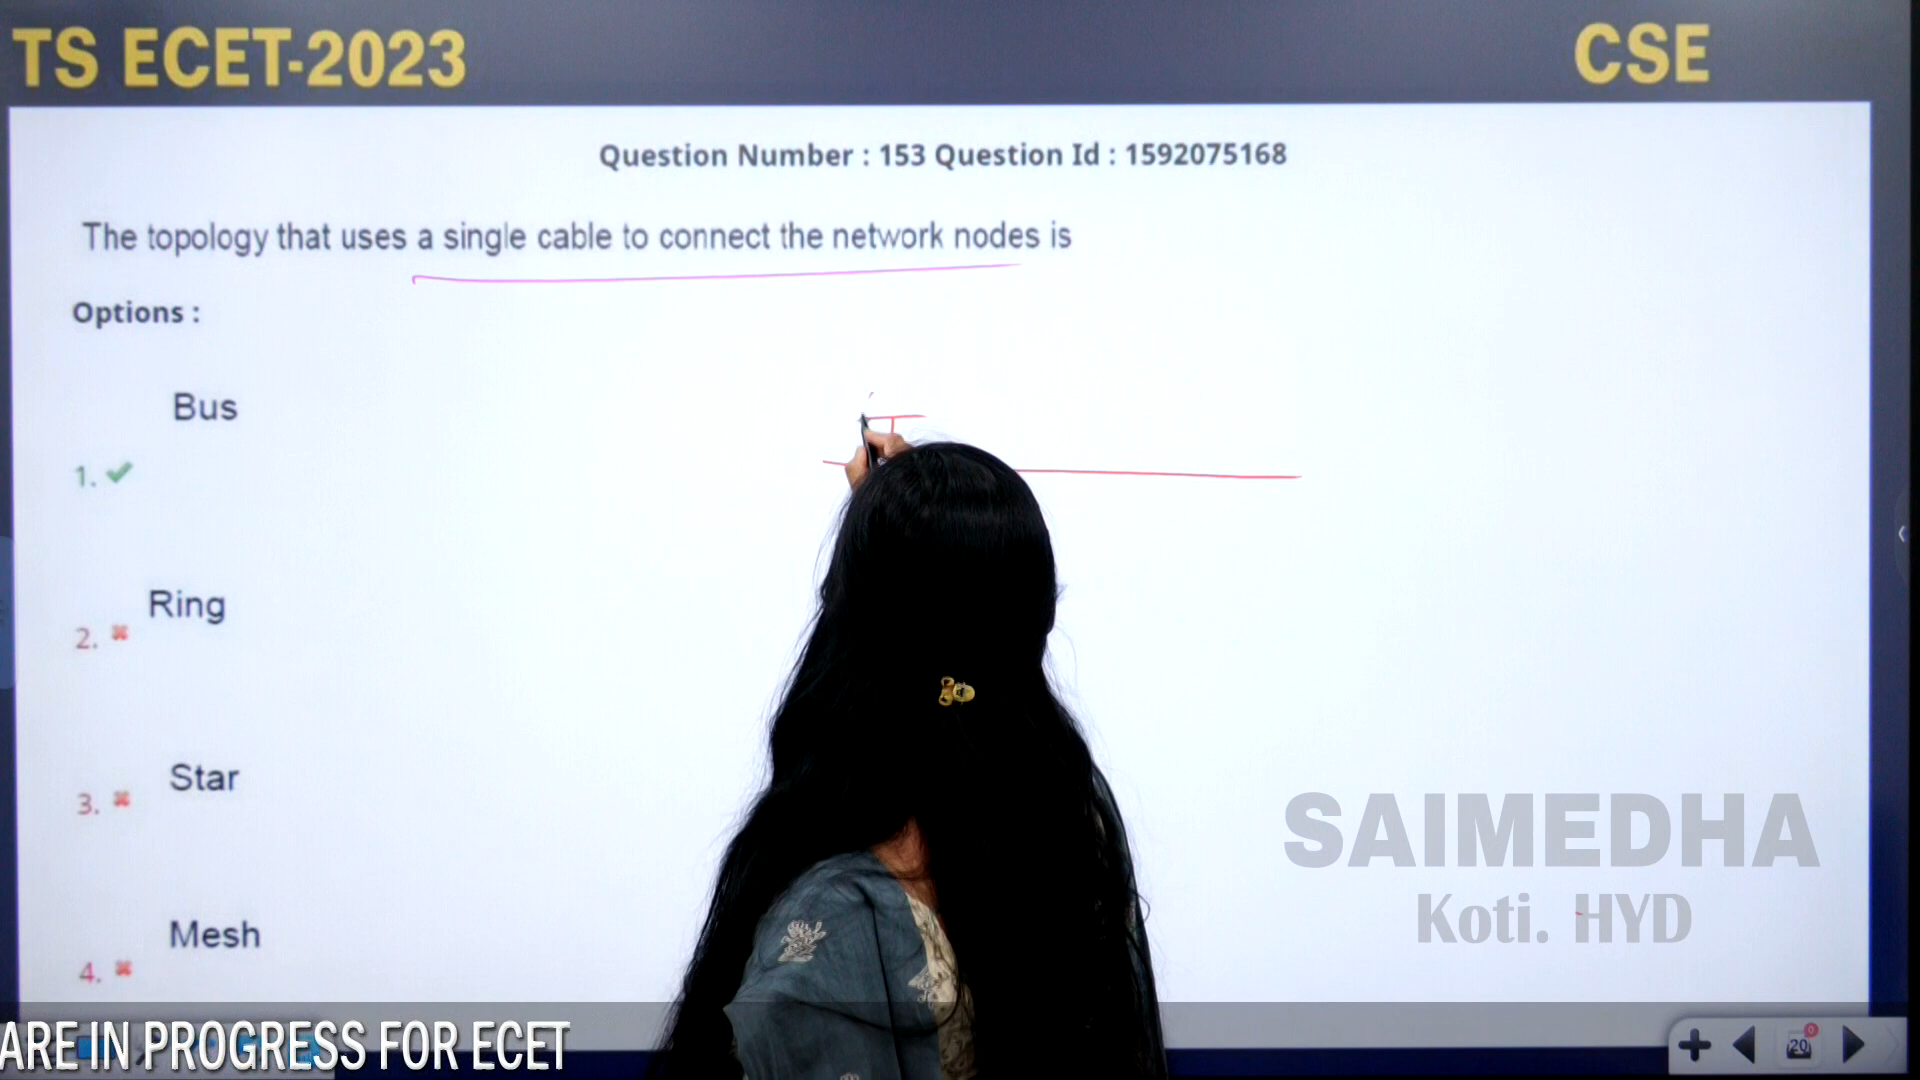 TS ECET-2023
CSE
Question Number : 153 Question Id : 1592075168
The topology that uses a single cable to connect the network nodes is
Options :
Bus
1.
Ring
2.
Star
3.
Mesh
4.
SAIMEDHA
Koti. HYD
ARE IN PROGRESS FOR ECET
20
0